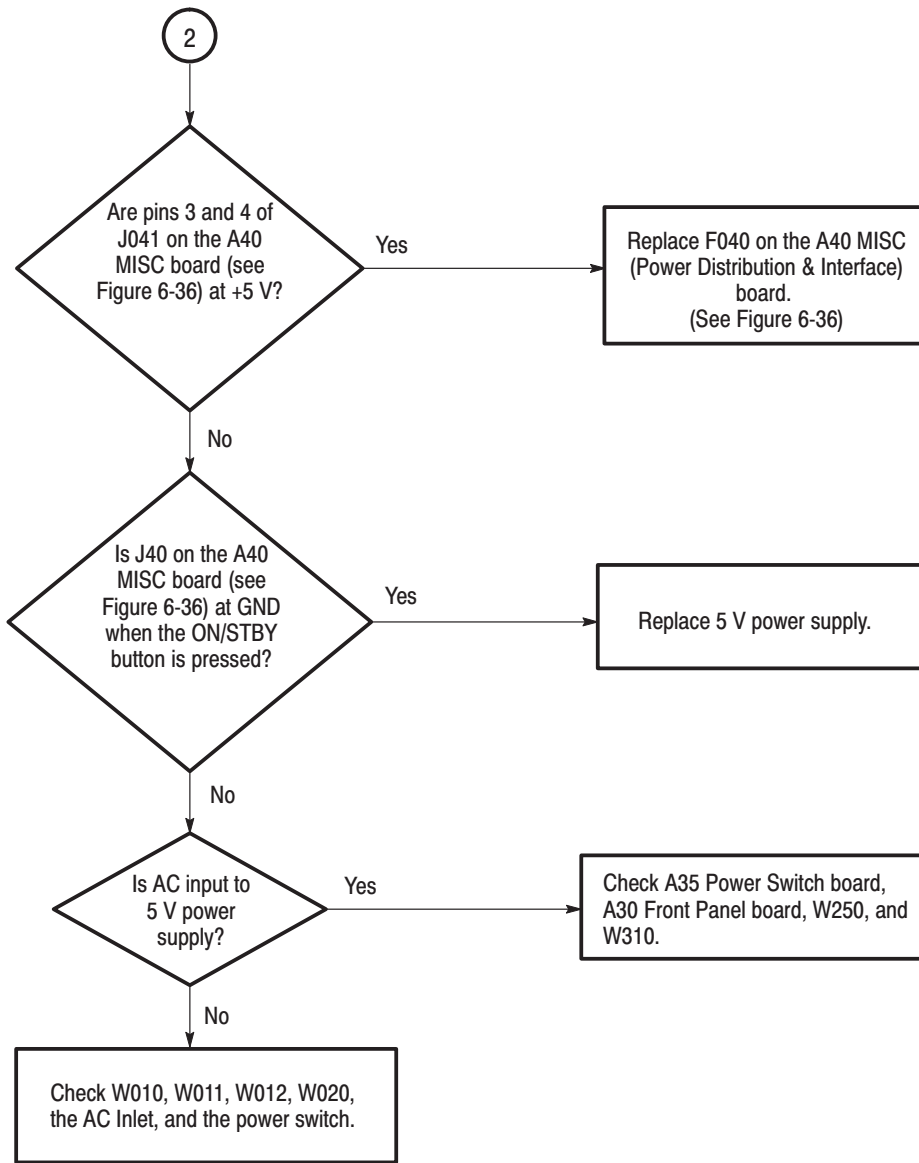 2
Are pins 3 and 4 of
J041 on the A40
MISC board (see
Figure 6-36) at +5 V?
Yes
Replace F040 on the A40 MISC
(Power Distribution & Interface)
board.
(See Figure 6-36)
No
Is J40 on the A40
MISC board (see
Figure 6-36) at GND
when the ON/STBY
button is pressed?
Yes
Replace 5 V power supply.
No
Is AC input to
5 V power
supply?
Yes
Check A35 Power Switch board,
A30 Front Panel board, W250, and
W310.
No
Check W010, W011, W012, W020,
the AC Inlet, and the power switch.